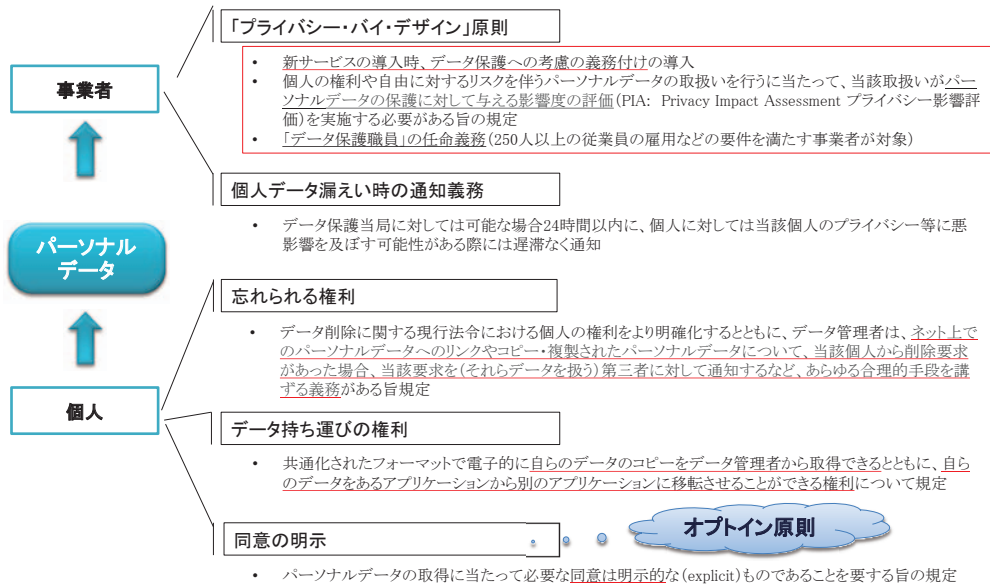 「プライバシー・バイ・デザイン」原則
• 新サービスの導入時、データ保護への考慮の義務付けの導入
• 個人の権利や自由に対するリスクを伴うパーソナルデータの取扱いを行うに当たって、当該取扱いがパー
ソナルデータの保護に対して与える影響度の評価(PIA: Privacy Impact Assessment プライバシー影響評
価)を実施する必要がある旨の規定
• 「データ保護職員」の任命義務(250人以上の従業員の雇用などの要件を満たす事業者が対象)
事業者
個人データ漏えい時の通知義務
• データ保護当局に対しては可能な場合24時間以内に、個人に対しては当該個人のプライバシー等に悪
影響を及ぼす可能性がある際には遅滞なく通知
パーソナル
データ
忘れられる権利
• データ削除に関する現行法令における個人の権利をより明確化するとともに、データ管理者は、ネット上で
のパーソナルデータへのリンクやコピー・複製されたパーソナルデータについて、当該個人から削除要求
があった場合、当該要求を(それらデータを扱う)第三者に対して通知するなど、あらゆる合理的手段を講
ずる義務がある旨規定
個人
データ持ち運びの権利
• 共通化されたフォーマットで電子的に自らのデータのコピーをデータ管理者から取得できるとともに、自ら
のデータをあるアプリケーションから別のアプリケーションに移転させることができる権利について規定
オプトイン原則
同意の明示
• パーソナルデータの取得に当たって必要な同意は明示的な(explicit)ものであることを要する旨の規定